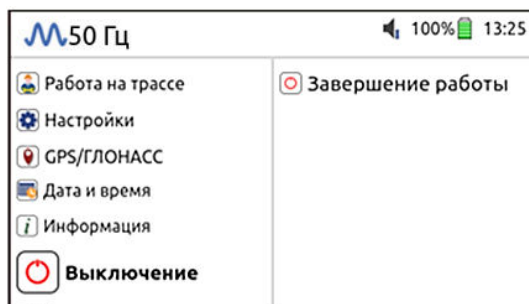 50 Гц
100% 13:25
Работа на трассе
Настройки
GPS/ГЛОНАСС
Дата и время
i Информация
Выключение
Завершение работы